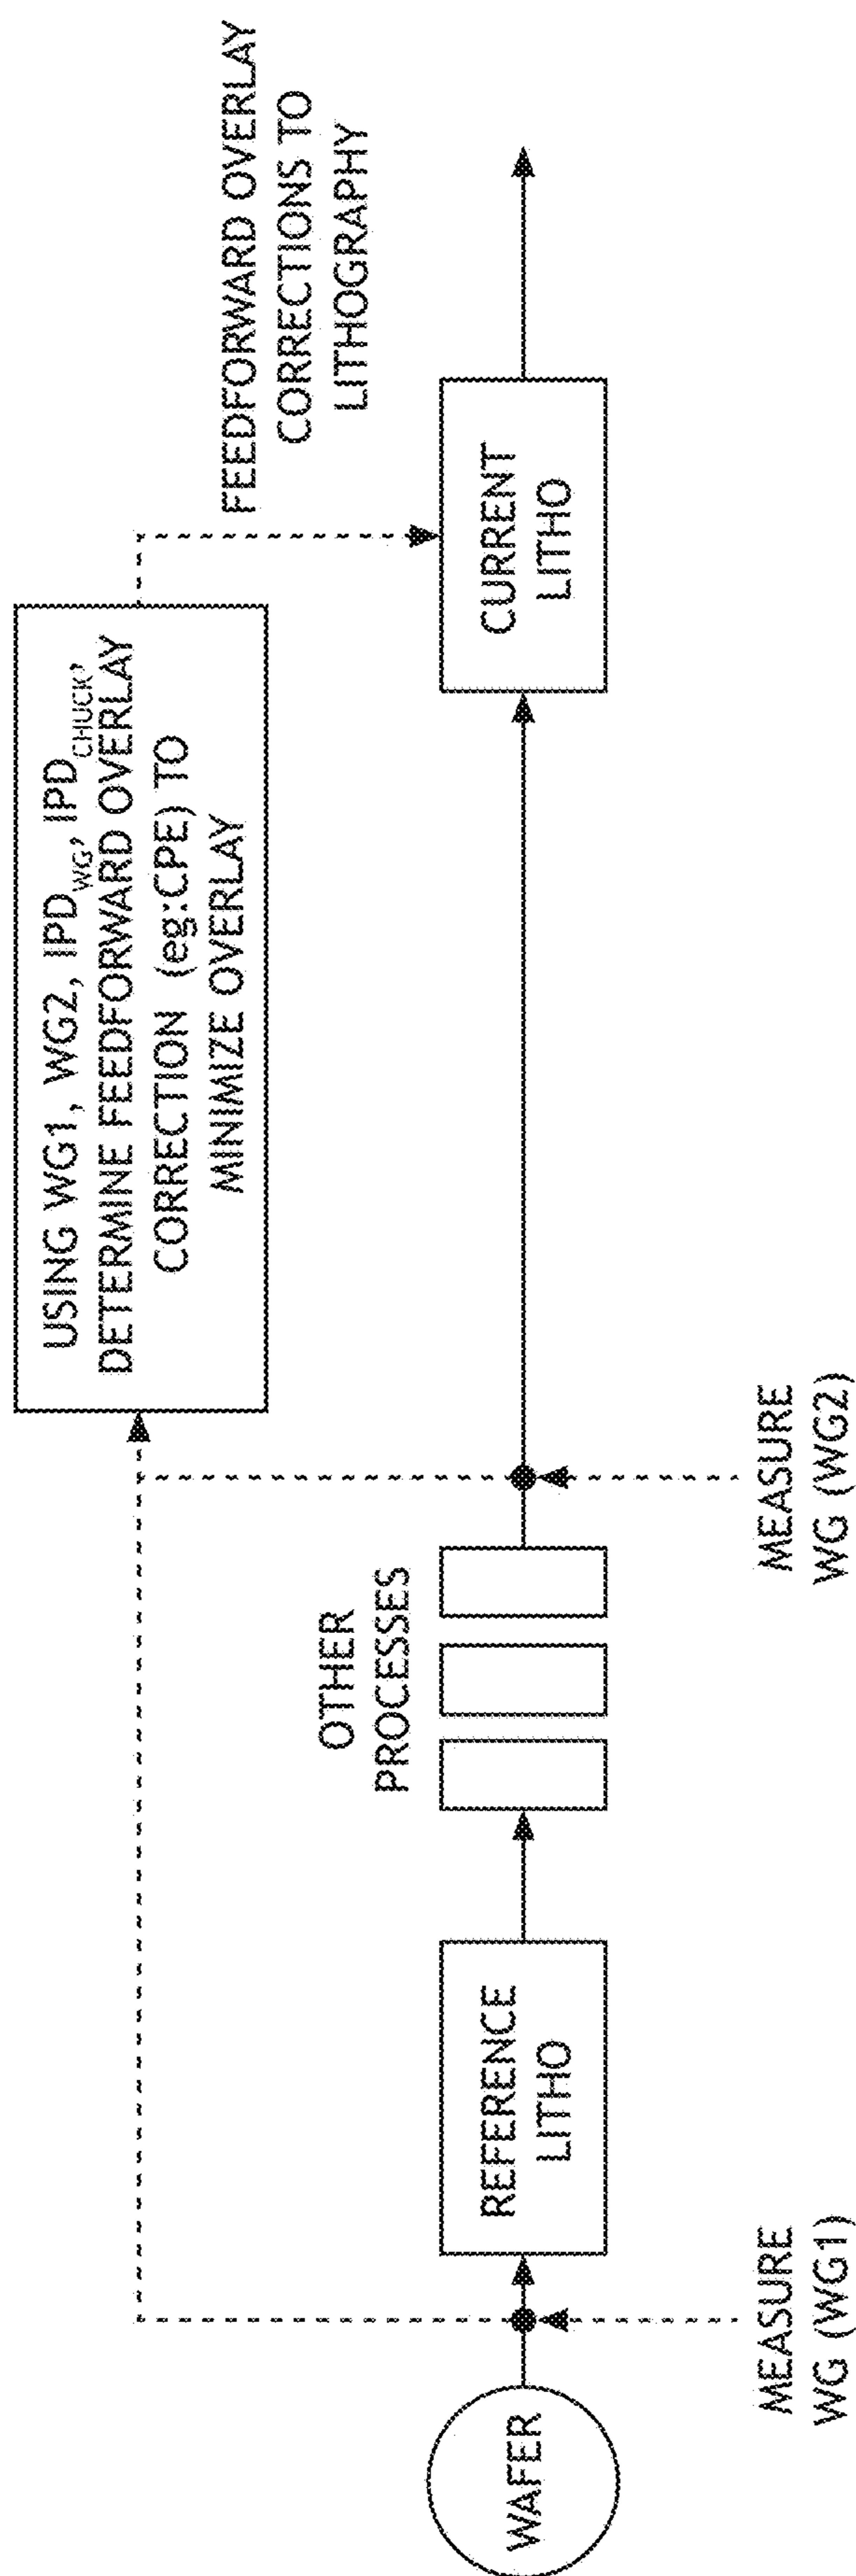 USING WG1, WG2, IPD_WG, IPD_CHUCK,
DETERMINE FEEDFORWARD OVERLAY
CORRECTION (eg:CPE) TO
MINIMIZE OVERLAY
FEEDFORWARD OVERLAY
CORRECTIONS TO
LITHOGRAPHY
WAFER
REFERENCE
LITHO
OTHER
PROCESSES
CURRENT
LITHO
MEASURE
WG (WG1)
MEASURE
WG (WG2)